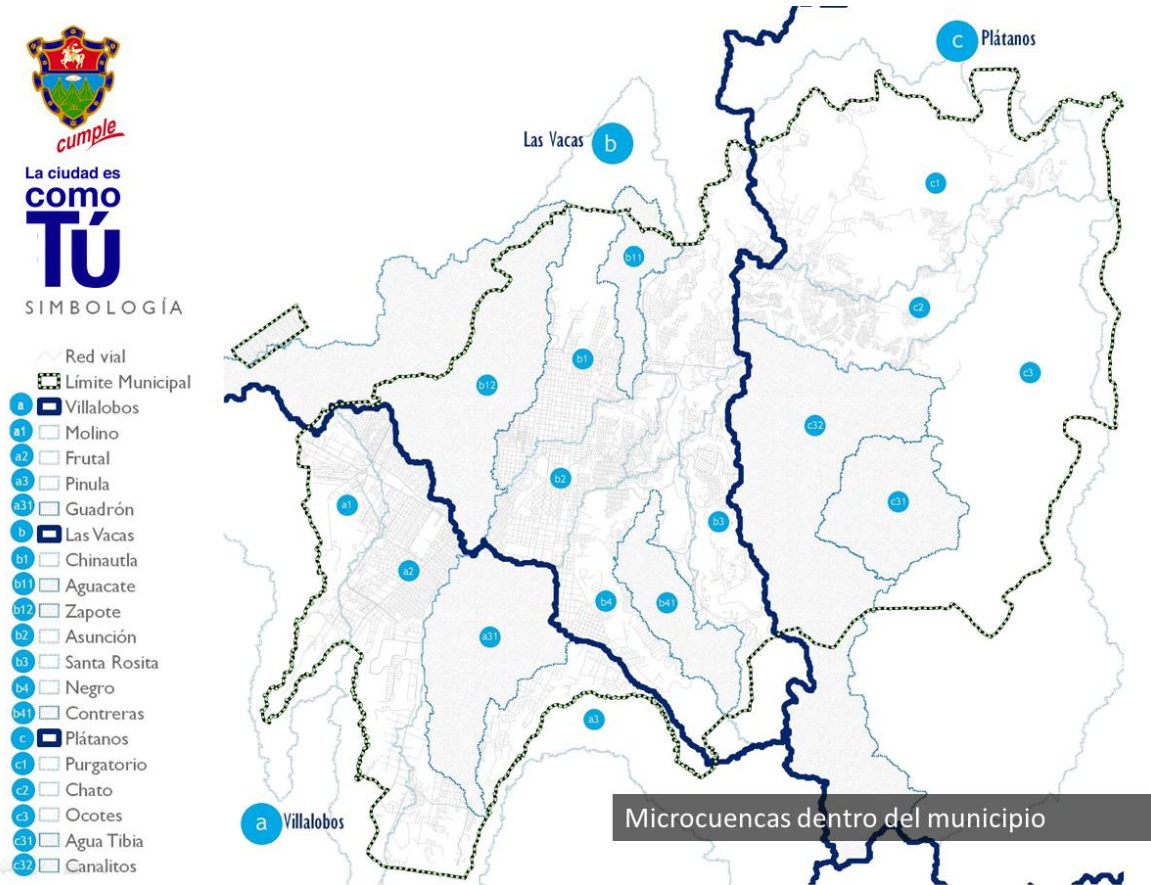 cumple
La ciudad es
como
Tú
SIMBOLOGÍA
Red vial
Límite Municipal
a Villalobos
a1 Molino
a2 Frutal
a3 Pinula
a31 Guadrón
b Las Vacas
b1 Chinautla
b11 Aguacate
b12 Zapote
b2 Asunción
b3 Santa Rosita
b4 Negro
b41 Contreras
c Plátanos
c1 Purgatorio
c2 Chato
c3 Ocotes
c31 Agua Tibia
c32 Canalitos
c Plátanos
Las Vacas b
c1
b11
c2
b1
c3
b12
c32
b2
c31
a1
b3
a2
b4
b41
a31
a3
a Villalobos
Microcuencas dentro del municipio